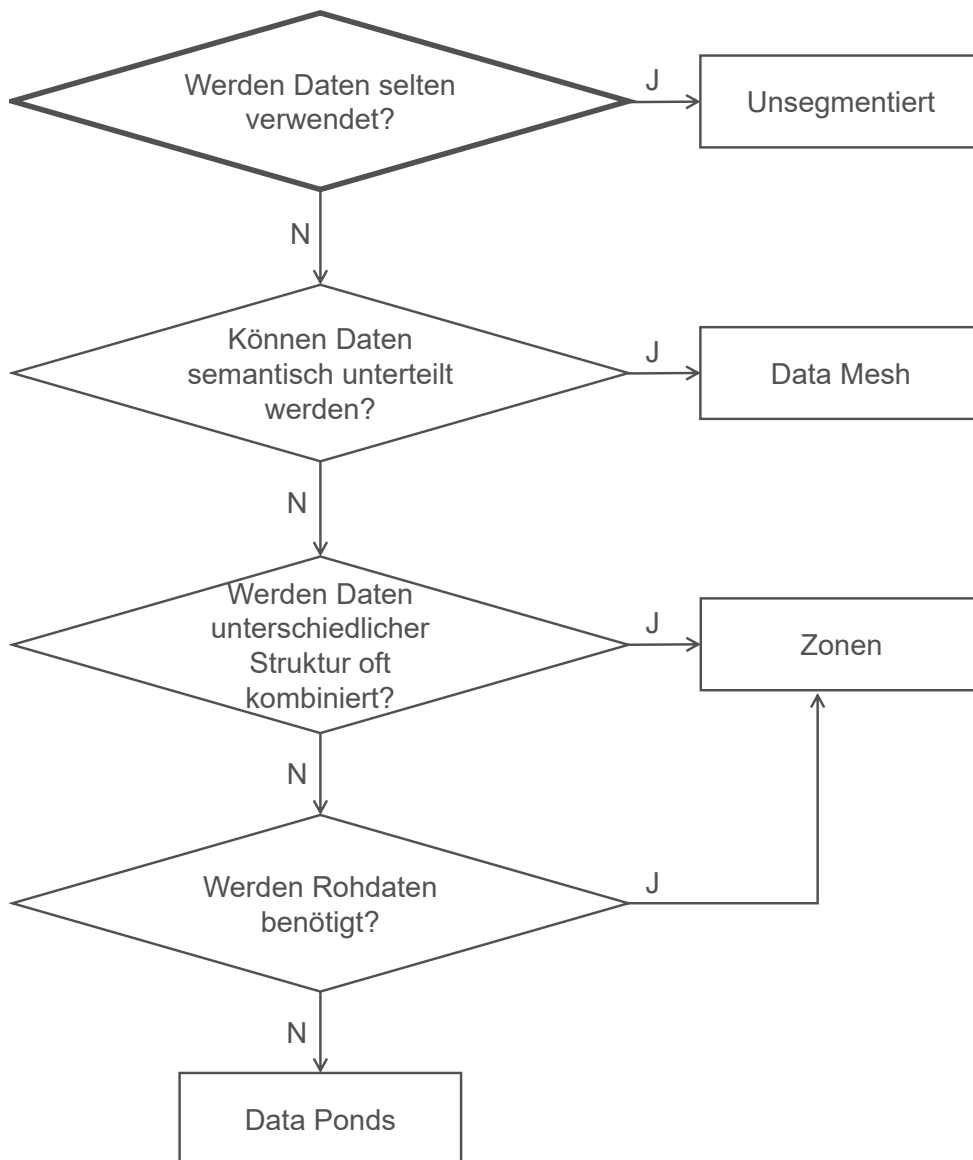 Werden Daten selten
verwendet?
J
Unsegmentiert
N
Können Daten
semantisch unterteilt
werden?
J
Data Mesh
N
Werden Daten
unterschiedlicher
Struktur oft
kombiniert?
J
Zonen
N
Werden Rohdaten
benötigt?
J
N
Data Ponds